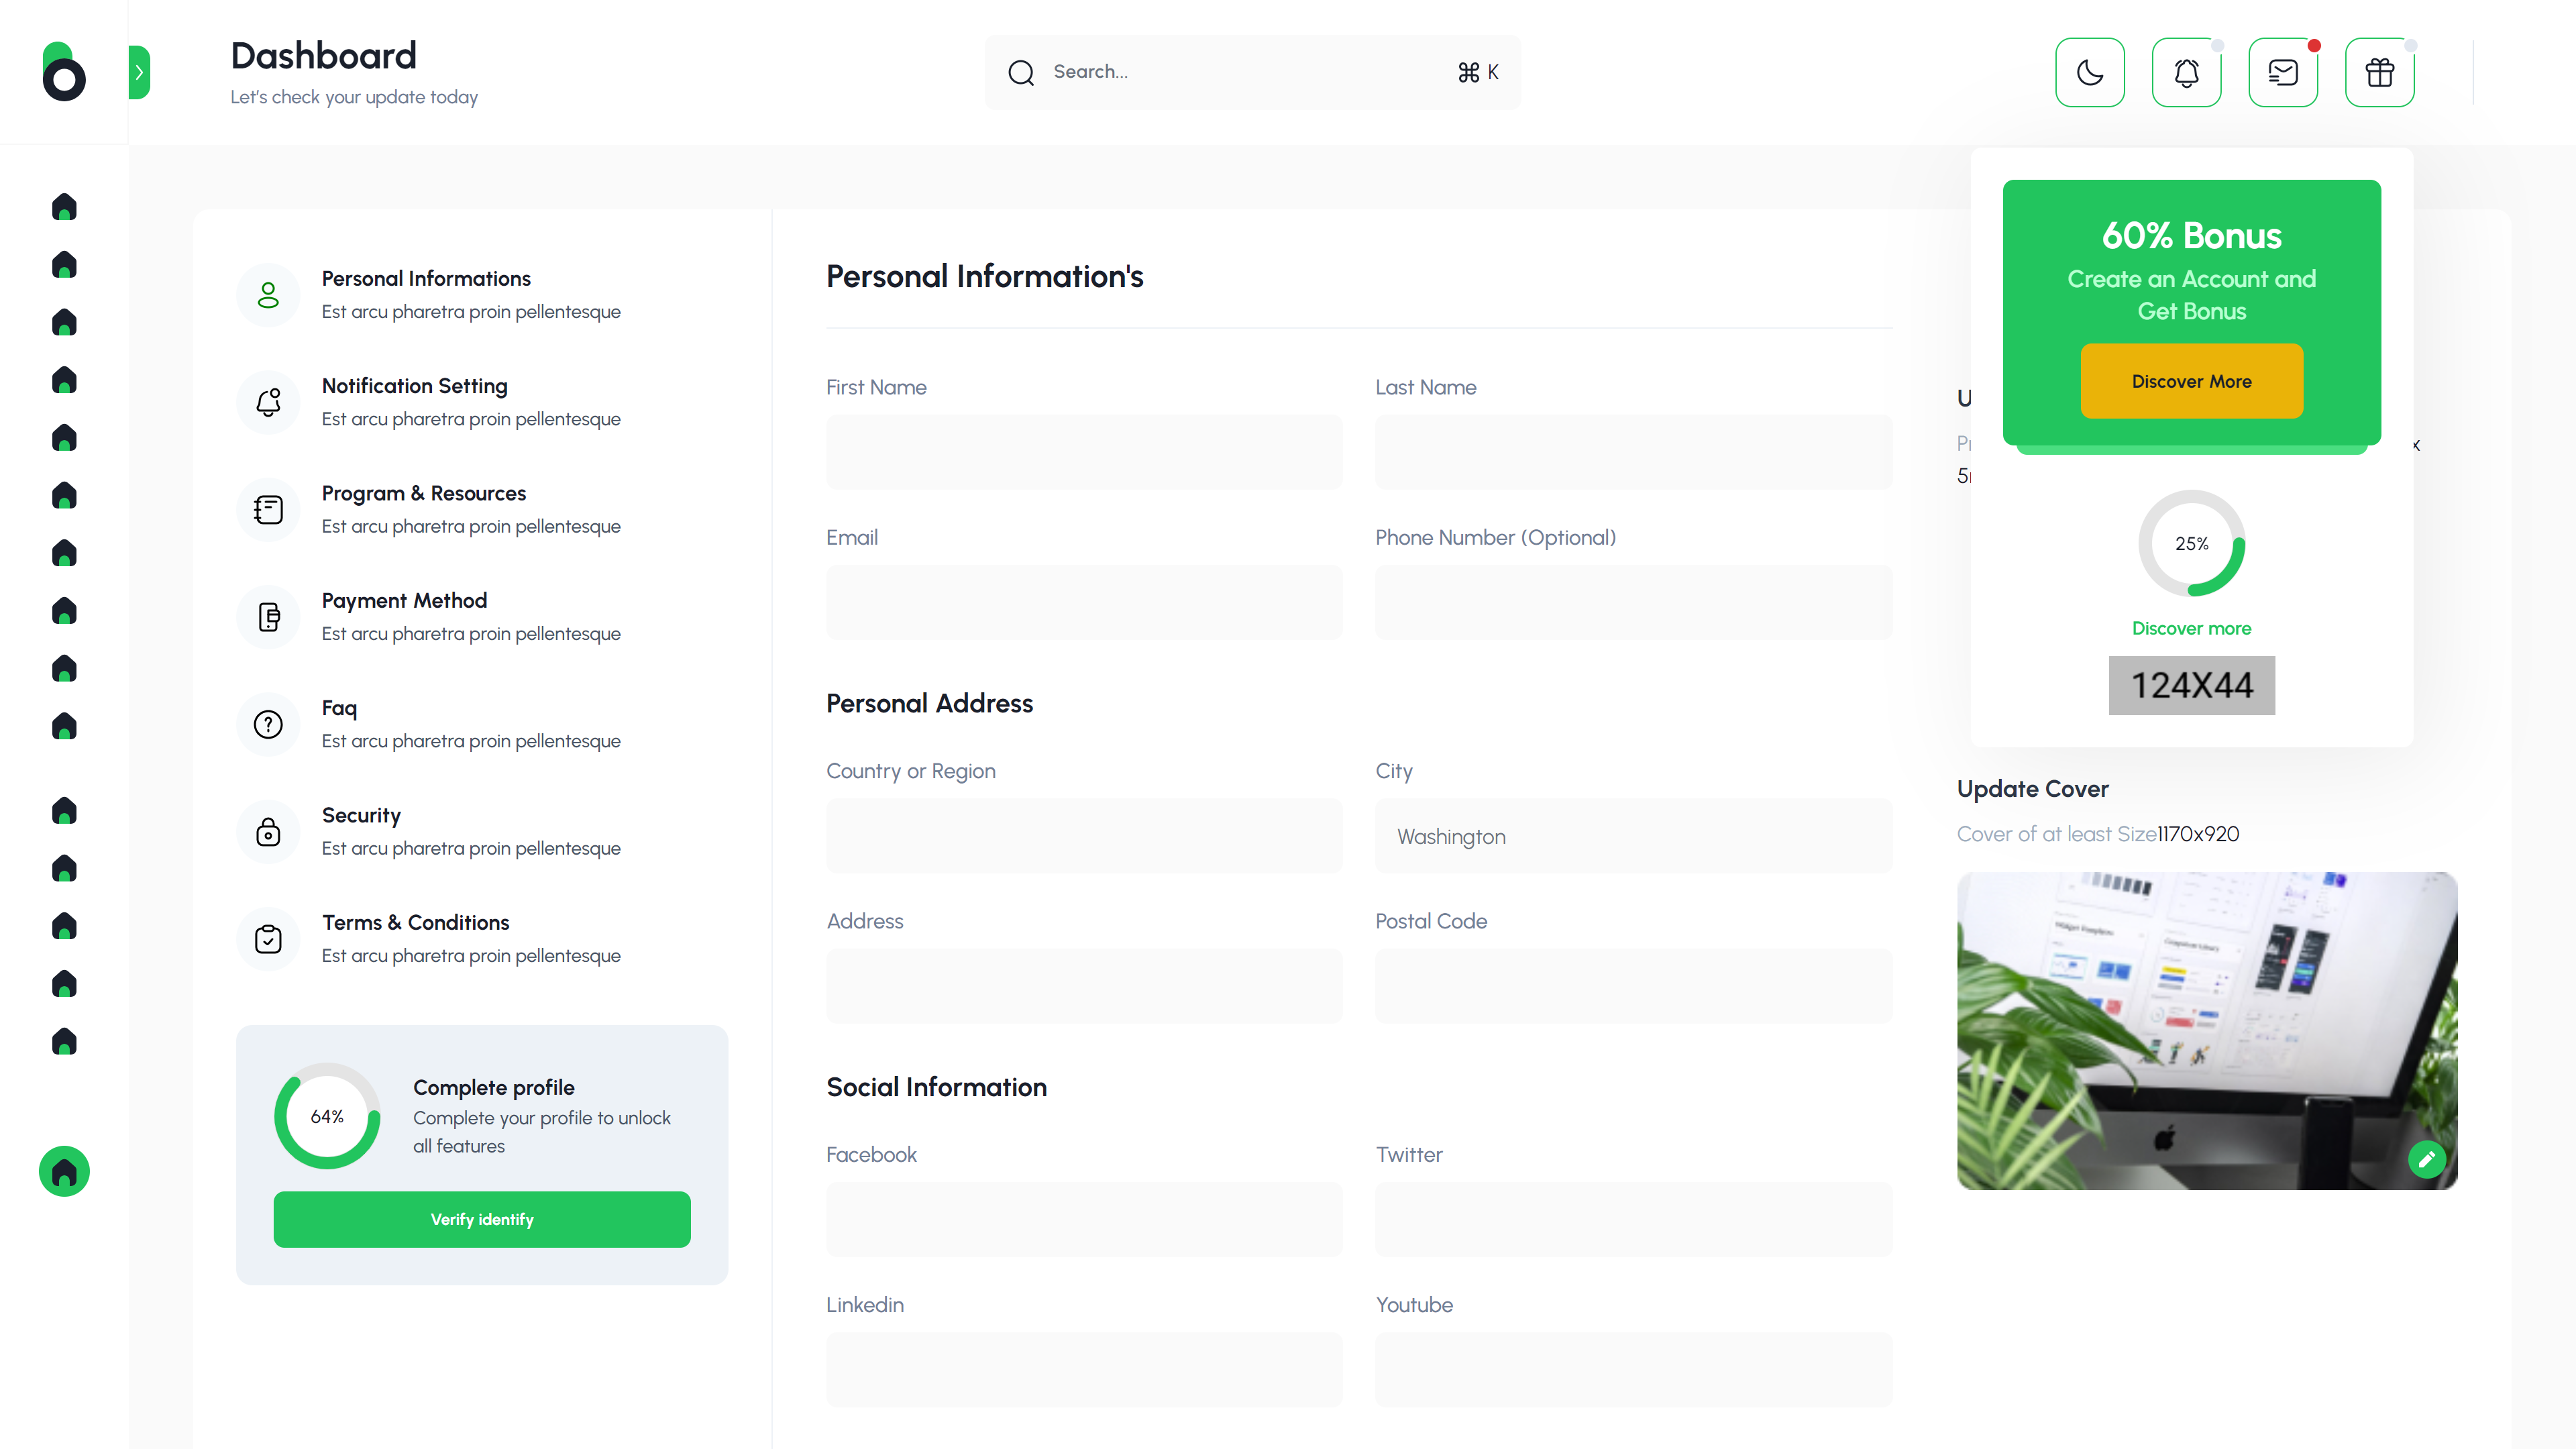 Dashboard
Let's check your update today
Search...
⌘ K
Personal Informations
Est arcu pharetra proin pellentesque
Notification Setting
Est arcu pharetra proin pellentesque
Program & Resources
Est arcu pharetra proin pellentesque
Payment Method
Est arcu pharetra proin pellentesque
Faq
Est arcu pharetra proin pellentesque
Security
Est arcu pharetra proin pellentesque
Terms & Conditions
Est arcu pharetra proin pellentesque
64%
Complete profile
Complete your profile to unlock
all features
Verify identify
Personal Information's
First Name
Last Name
Email
Phone Number (Optional)
Personal Address
Country or Region
City
Washington
Address
Postal Code
Social Information
Facebook
Twitter
Linkedin
Youtube
60% Bonus
Create an Account and
Get Bonus
Discover More
25%
Discover more
124X44
Update Cover
Cover of at least Size1170x920